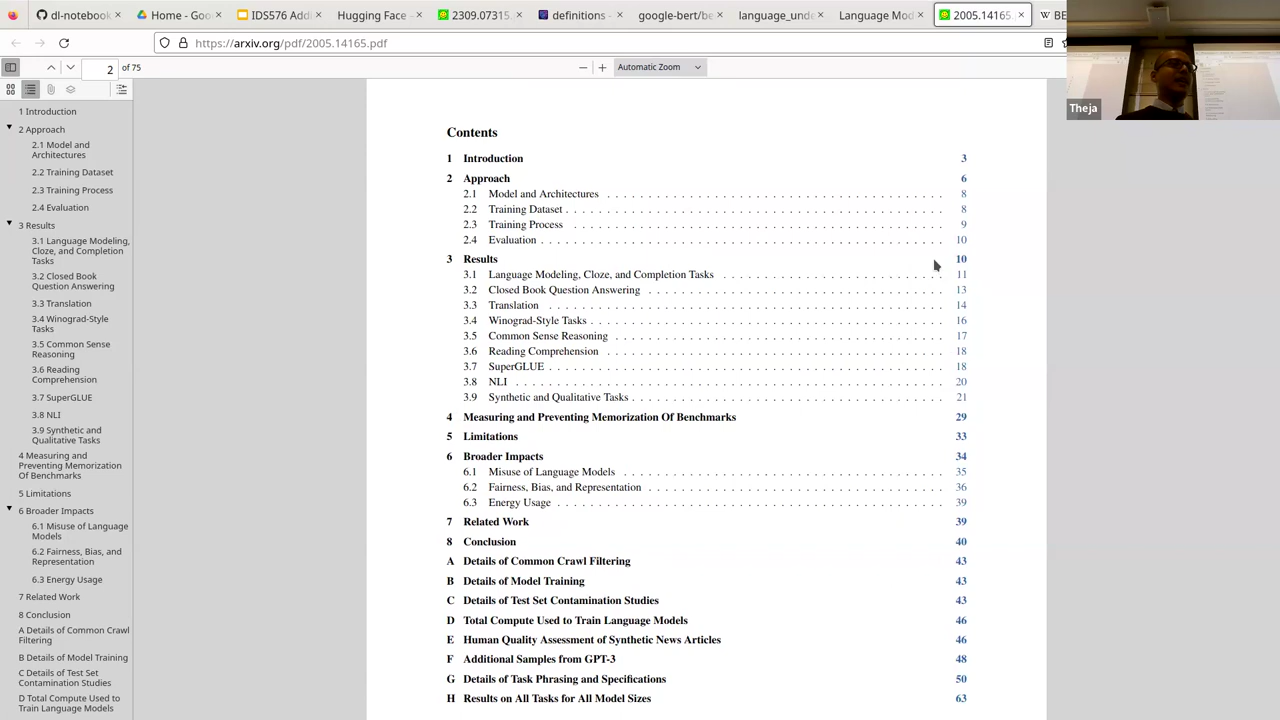 dl-notebook
Home - Goo
IDS576 Addi
Hugging Face –
2309.07315.
definitions -
google-bert/be
language_unde
Language Mod
2005.14165.
BE
https://arxiv.org/pdf/2005.14165.pdf
2 of 75
Automatic Zoom
Theja
1 Introduction
2 Approach
2.1 Model and
Architectures
2.2 Training Dataset
2.3 Training Process
2.4 Evaluation
3 Results
3.1 Language Modeling,
Cloze, and Completion
Tasks
3.2 Closed Book
Question Answering
3.3 Translation
3.4 Winograd-Style
Tasks
3.5 Common Sense
Reasoning
3.6 Reading
Comprehension
3.7 SuperGLUE
3.8 NLI
3.9 Synthetic and
Qualitative Tasks
4 Measuring and
Preventing Memorization
Of Benchmarks
5 Limitations
6 Broader Impacts
6.1 Misuse of Language
Models
6.2 Fairness, Bias, and
Representation
6.3 Energy Usage
7 Related Work
8 Conclusion
A Details of Common Crawl
Filtering
B Details of Model Training
C Details of Test Set
Contamination Studies
D Total Compute Used to
Train Language Models
Contents
1 Introduction 3
2 Approach 6
2.1 Model and Architectures . . . . . 8
2.2 Training Dataset . . . . . 8
2.3 Training Process . . . . . 9
2.4 Evaluation . . . . . 10
3 Results 10
3.1 Language Modeling, Cloze, and Completion Tasks . . . . . 11
3.2 Closed Book Question Answering . . . . . 13
3.3 Translation . . . . . 14
3.4 Winograd-Style Tasks . . . . . 16
3.5 Common Sense Reasoning . . . . . 17
3.6 Reading Comprehension . . . . . 18
3.7 SuperGLUE . . . . . 18
3.8 NLI . . . . . 20
3.9 Synthetic and Qualitative Tasks . . . . . 21
4 Measuring and Preventing Memorization Of Benchmarks 29
5 Limitations 33
6 Broader Impacts 34
6.1 Misuse of Language Models . . . . . 35
6.2 Fairness, Bias, and Representation . . . . . 36
6.3 Energy Usage . . . . . 39
7 Related Work 39
8 Conclusion 40
A Details of Common Crawl Filtering 43
B Details of Model Training 43
C Details of Test Set Contamination Studies 43
D Total Compute Used to Train Language Models 46
E Human Quality Assessment of Synthetic News Articles 46
F Additional Samples from GPT-3 48
G Details of Task Phrasing and Specifications 50
H Results on All Tasks for All Model Sizes 63